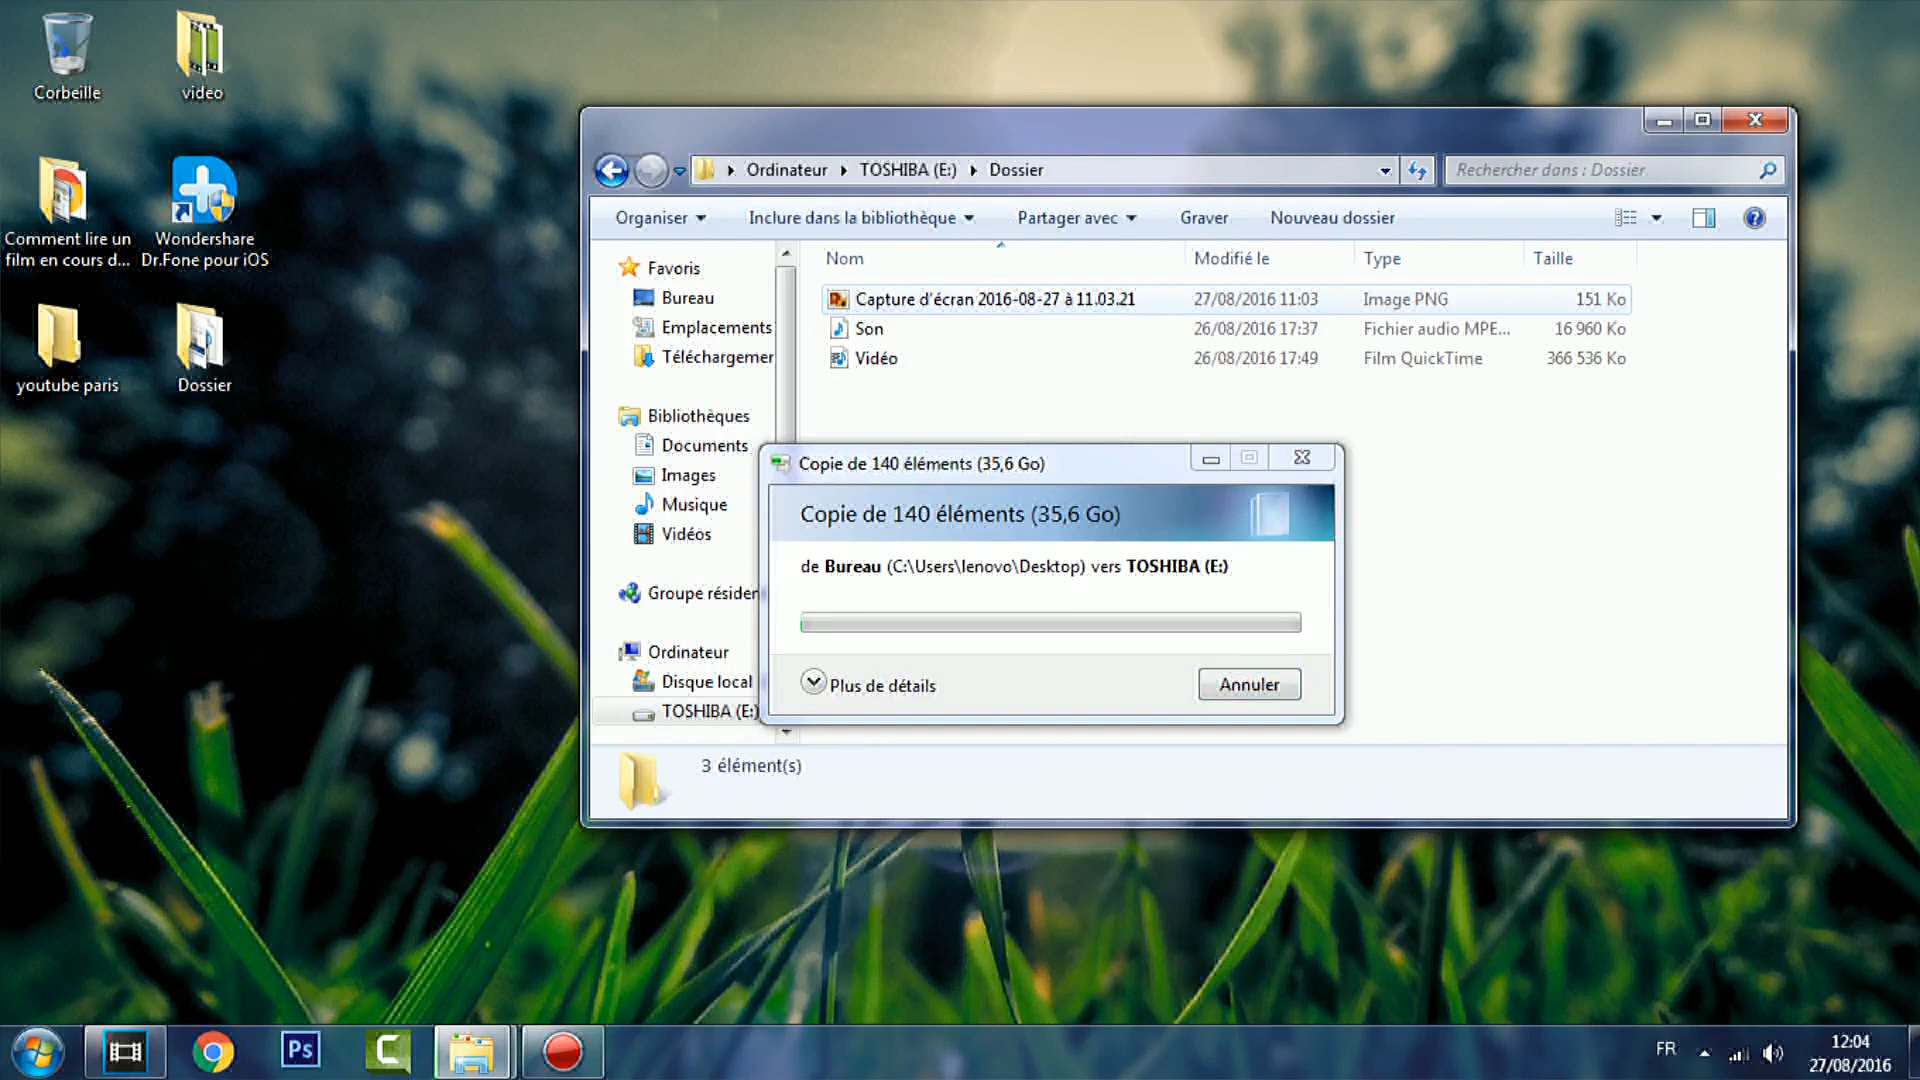 Corbeille
video
Comment lire un
film en cours d...
Wondershare
Dr.Fone pour iOS
youtube paris
Dossier
Ordinateur
TOSHIBA (E:)
Dossier
Rechercher dans : Dossier
Organiser
Inclure dans la bibliothèque
Partager avec
Graver
Nouveau dossier
Favoris
Bureau
Emplacements
Téléchargemer
Bibliothèques
Documents
Images
Musique
Vidéos
Groupe résider
Ordinateur
Disque local
TOSHIBA (E:)
Nom Modifié le Type Taille
Capture d'écran 2016-08-27 à 11.03.21 27/08/2016 11:03 Image PNG 151 Ko
Son 26/08/2016 17:37 Fichier audio MPE... 16 960 Ko
Vidéo 26/08/2016 17:49 Film QuickTime 366 536 Ko
Copie de 140 éléments (35,6 Go)
Copie de 140 éléments (35,6 Go)
de Bureau (C:\Users\lenovo\Desktop) vers TOSHIBA (E:)
Plus de détails
Annuler
3 élément(s)
Ps
C
FR
12:04
27/08/2016